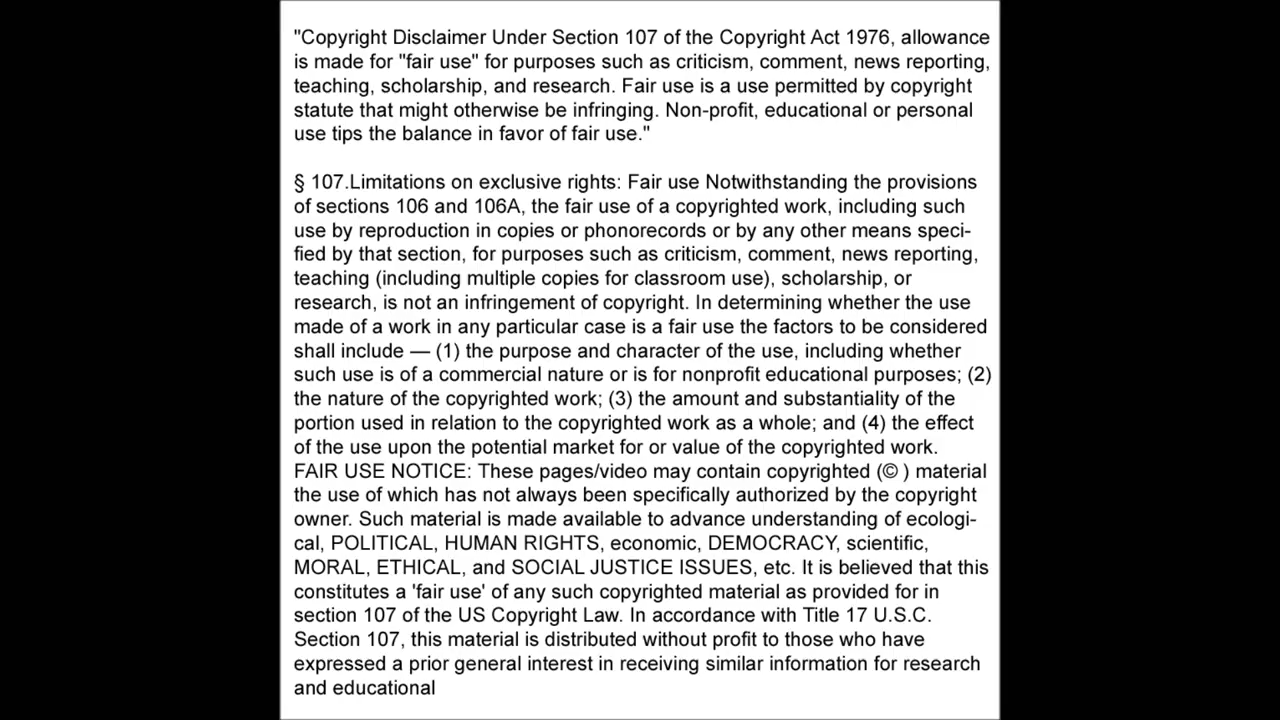 "Copyright Disclaimer Under Section 107 of the Copyright Act 1976, allowance
is made for "fair use" for purposes such as criticism, comment, news reporting,
teaching, scholarship, and research. Fair use is a use permitted by copyright
statute that might otherwise be infringing. Non-profit, educational or personal
use tips the balance in favor of fair use."
§ 107.Limitations on exclusive rights: Fair use Notwithstanding the provisions
of sections 106 and 106A, the fair use of a copyrighted work, including such
use by reproduction in copies or phonorecords or by any other means speci-
fied by that section, for purposes such as criticism, comment, news reporting,
teaching (including multiple copies for classroom use), scholarship, or
research, is not an infringement of copyright. In determining whether the use
made of a work in any particular case is a fair use the factors to be considered
shall include — (1) the purpose and character of the use, including whether
such use is of a commercial nature or is for nonprofit educational purposes; (2)
the nature of the copyrighted work; (3) the amount and substantiality of the
portion used in relation to the copyrighted work as a whole; and (4) the effect
of the use upon the potential market for or value of the copyrighted work.
FAIR USE NOTICE: These pages/video may contain copyrighted (© ) material
the use of which has not always been specifically authorized by the copyright
owner. Such material is made available to advance understanding of ecologi-
cal, POLITICAL, HUMAN RIGHTS, economic, DEMOCRACY, scientific,
MORAL, ETHICAL, and SOCIAL JUSTICE ISSUES, etc. It is believed that this
constitutes a 'fair use' of any such copyrighted material as provided for in
section 107 of the US Copyright Law. In accordance with Title 17 U.S.C.
Section 107, this material is distributed without profit to those who have
expressed a prior general interest in receiving similar information for research
and educational